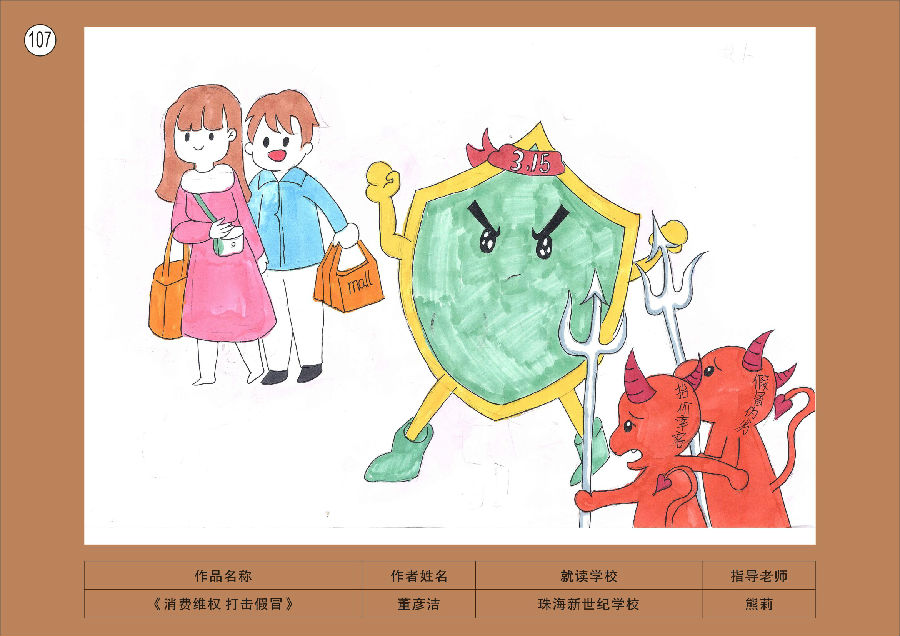 107
3.15
mall
假冒伪
作品名称
作者姓名
就读学校
指导老师
《消费维权 打击假冒》
董彦洁
珠海新世纪学校
熊莉